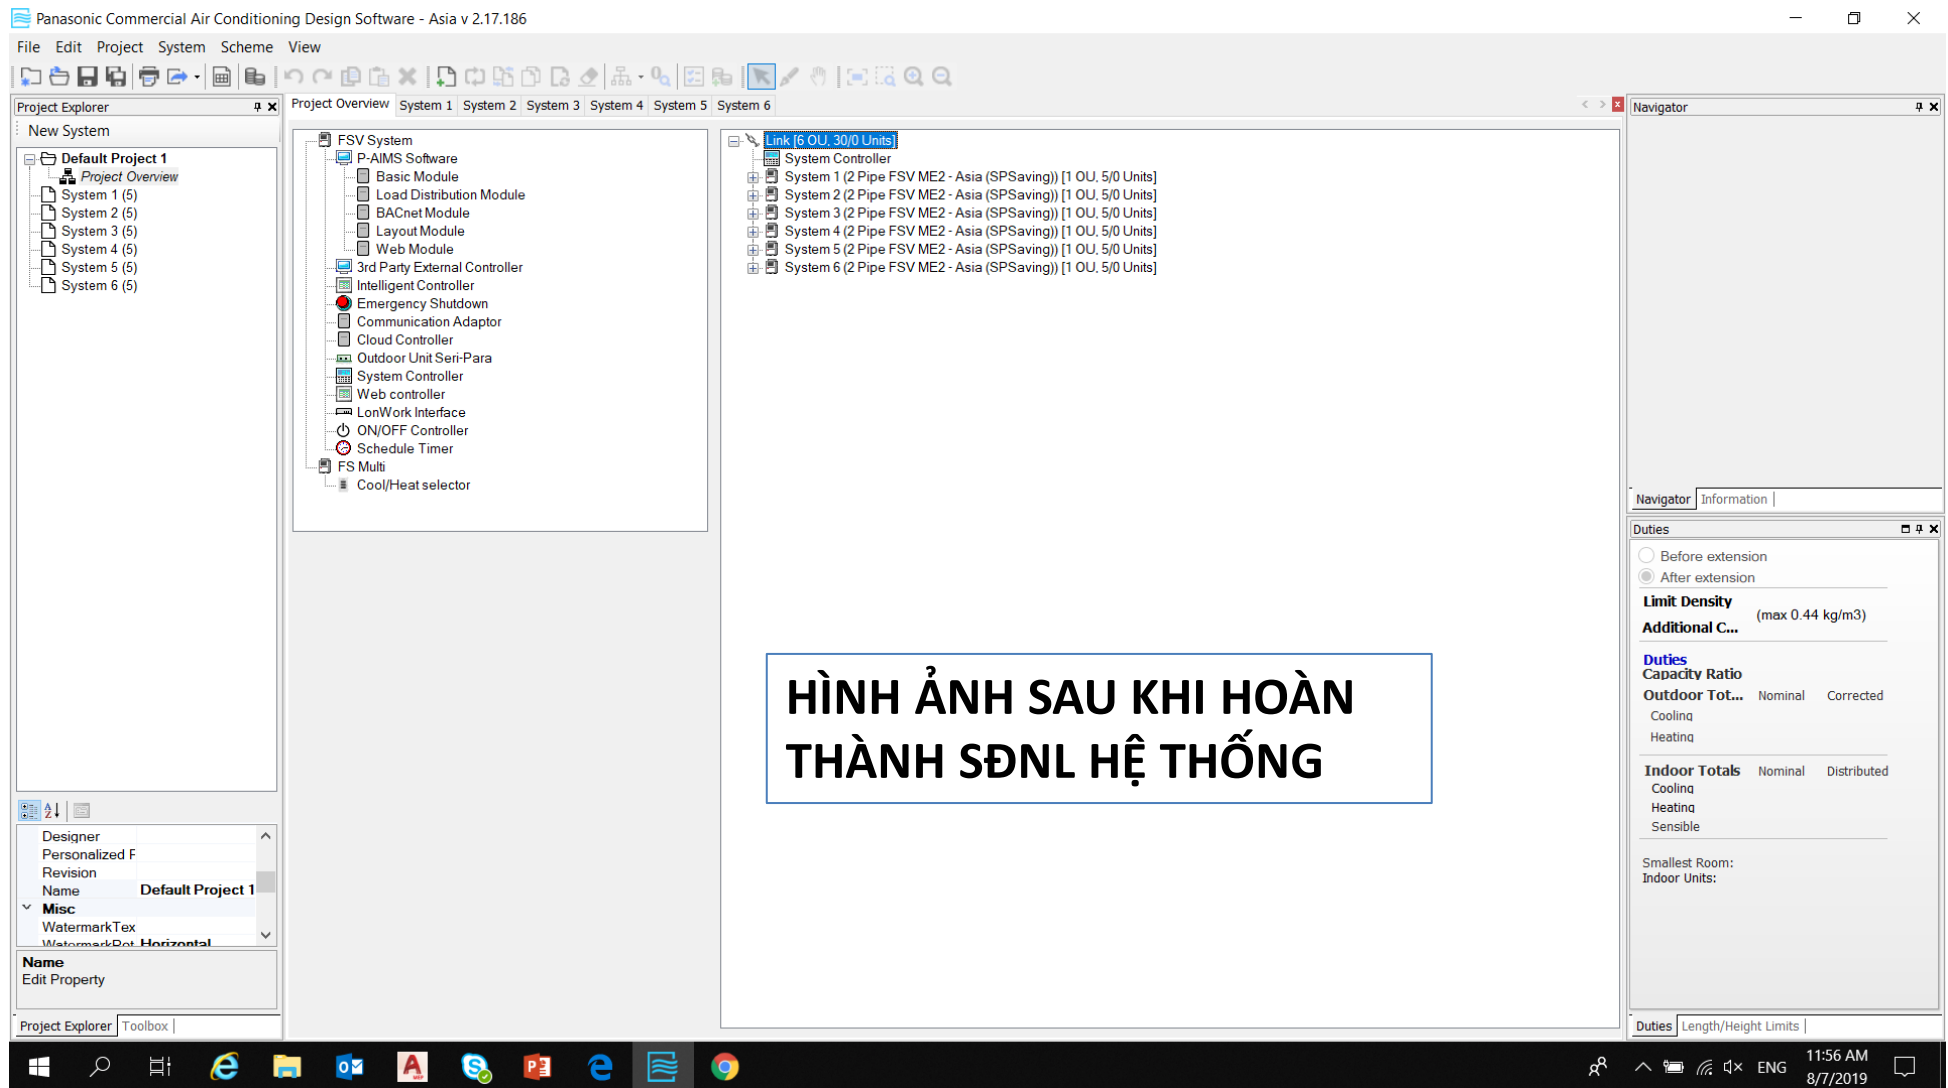 Panasonic Commercial Air Conditioning Design Software - Asia v 2.17.186
File Edit Project System Scheme View
Project Explorer
New System
Default Project 1
Project Overview
System 1 (5)
System 2 (5)
System 3 (5)
System 4 (5)
System 5 (5)
System 6 (5)
Designer
Personalized
Revision
Name Default Project 1
Misc
WatermarkTex
WatermarkRot Horizontal
Name
Edit Property
Project Explorer Toolbox
Project Overview System 1 System 2 System 3 System 4 System 5 System 6
FSV System
P-AIMS Software
Basic Module
Load Distribution Module
BACnet Module
Layout Module
Web Module
3rd Party External Controller
Intelligent Controller
Emergency Shutdown
Communication Adaptor
Cloud Controller
Outdoor Unit Seri-Para
System Controller
Web controller
LonWork Interface
ON/OFF Controller
Schedule Timer
FS Multi
Cool/Heat selector
Link [6 OU, 30/0 Units]
System Controller
System 1 (2 Pipe FSV ME2 - Asia (SPSaving)) [1 OU, 5/0 Units]
System 2 (2 Pipe FSV ME2 - Asia (SPSaving)) [1 OU, 5/0 Units]
System 3 (2 Pipe FSV ME2 - Asia (SPSaving)) [1 OU, 5/0 Units]
System 4 (2 Pipe FSV ME2 - Asia (SPSaving)) [1 OU, 5/0 Units]
System 5 (2 Pipe FSV ME2 - Asia (SPSaving)) [1 OU, 5/0 Units]
System 6 (2 Pipe FSV ME2 - Asia (SPSaving)) [1 OU, 5/0 Units]
HÌNH ẢNH SAU KHI HOÀN
THÀNH SĐNL HỆ THỐNG
Navigator
Navigator Information
Duties
Before extension
After extension
Limit Density
(max 0.44 kg/m3)
Additional C...
Duties
Capacity Ratio
Outdoor Tot... Nominal Corrected
Cooling
Heating
Indoor Totals Nominal Distributed
Cooling
Heating
Sensible
Smallest Room:
Indoor Units:
Duties Length/Height Limits
ENG
11:56 AM
8/7/2019